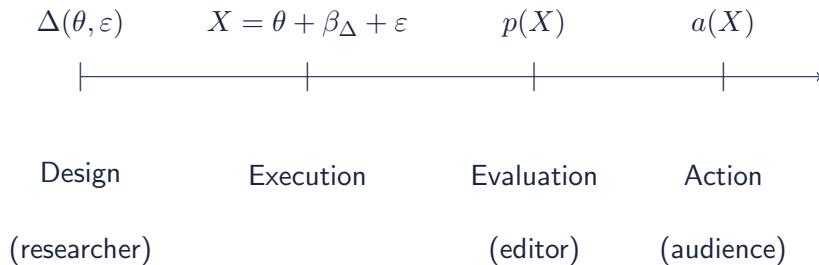 Δ(θ, ε) X = θ + β_Δ + ε p(X) a(X)
Design Execution Evaluation Action
(researcher) (editor) (audience)